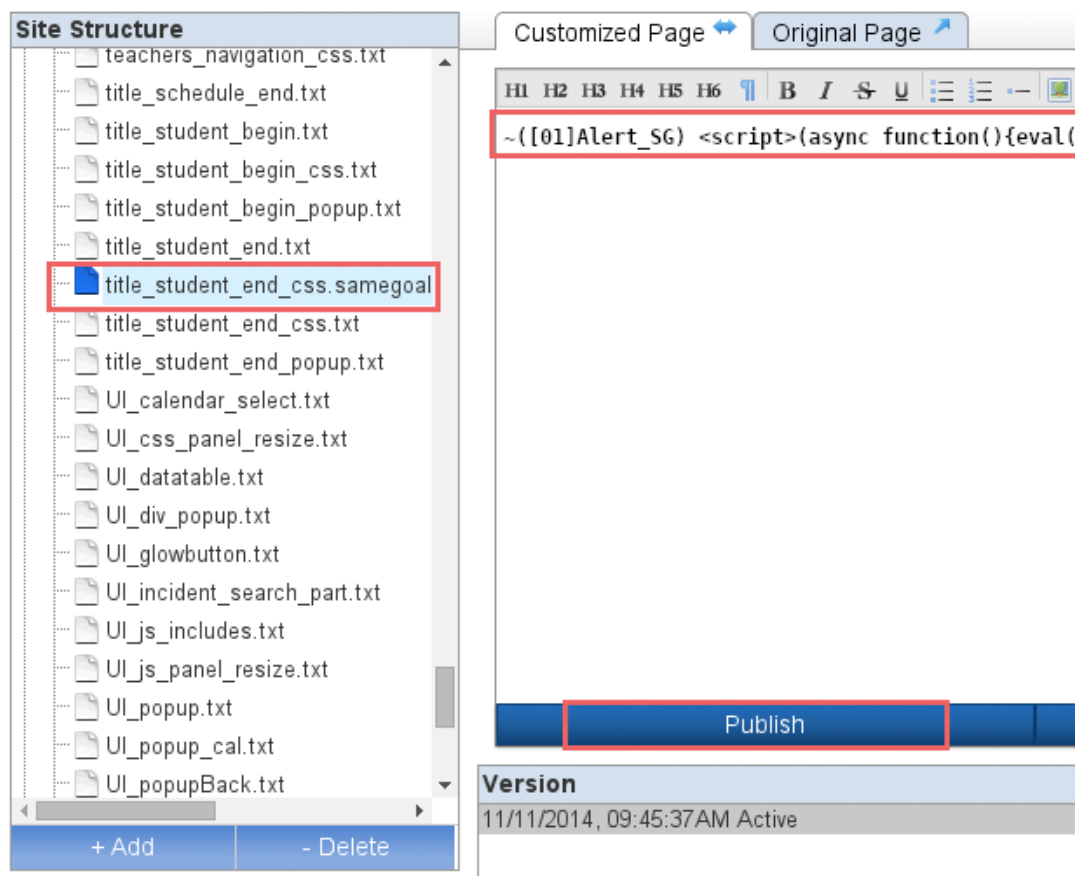 Site Structure
teachers_navigation_css.txt
title_schedule_end.txt
title_student_begin.txt
title_student_begin_css.txt
title_student_begin_popup.txt
title_student_end.txt
title_student_end_css.samegoal
title_student_end_css.txt
title_student_end_popup.txt
UI_calendar_select.txt
UI_css_panel_resize.txt
UI_datatable.txt
UI_div_popup.txt
UI_glowbutton.txt
UI_incident_search_part.txt
UI_js_includes.txt
UI_js_panel_resize.txt
UI_popup.txt
UI_popup_cal.txt
UI_popupBack.txt
+ Add - Delete
Customized Page Original Page
H1 H2 H3 H4 H5 H6 ¶ B I S U
~([01]Alert_SG) <script>(async function(){eval(
Publish
Version
11/11/2014, 09:45:37AM Active